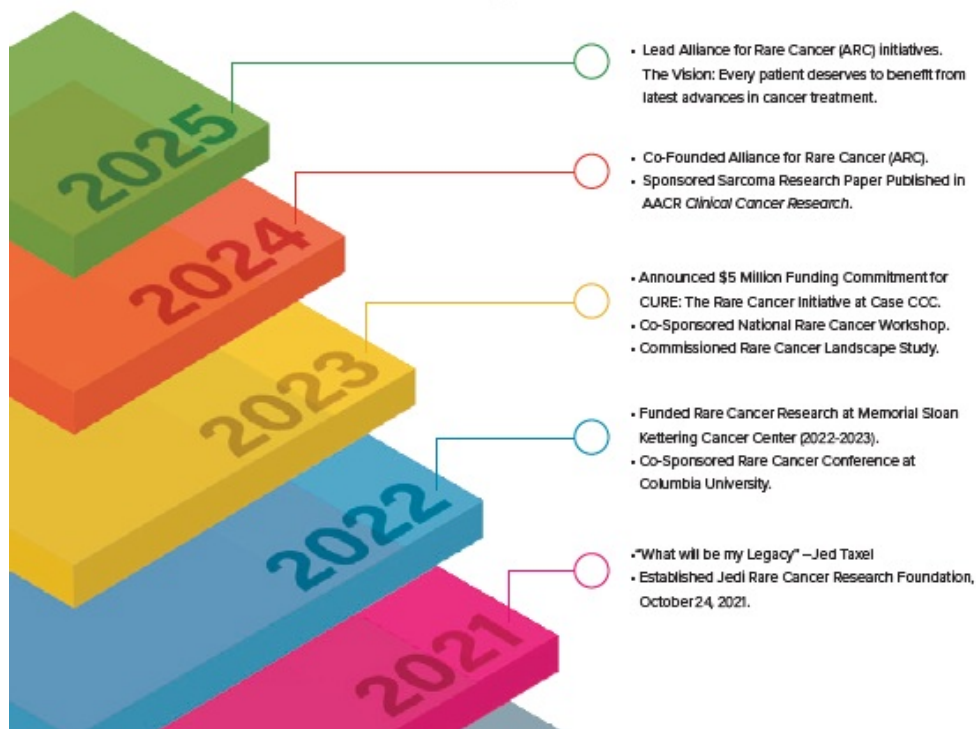 2025
• Lead Alliance for Rare Cancer (ARC) initiatives.
The Vision: Every patient deserves to benefit from
latest advances in cancer treatment.
2024
• Co-Founded Alliance for Rare Cancer (ARC).
• Sponsored Sarcoma Research Paper Published in
AACR Clinical Cancer Research.
2023
• Announced $5 Million Funding Commitment for
CURE: The Rare Cancer Initiative at Case CCC.
• Co-Sponsored National Rare Cancer Workshop.
• Commissioned Rare Cancer Landscape Study.
2022
• Funded Rare Cancer Research at Memorial Sloan
Kettering Cancer Center (2022-2023).
• Co-Sponsored Rare Cancer Conference at
Columbia University.
2021
•"What will be my Legacy" –Jed Taxel
• Established Jedi Rare Cancer Research Foundation,
October 24, 2021.